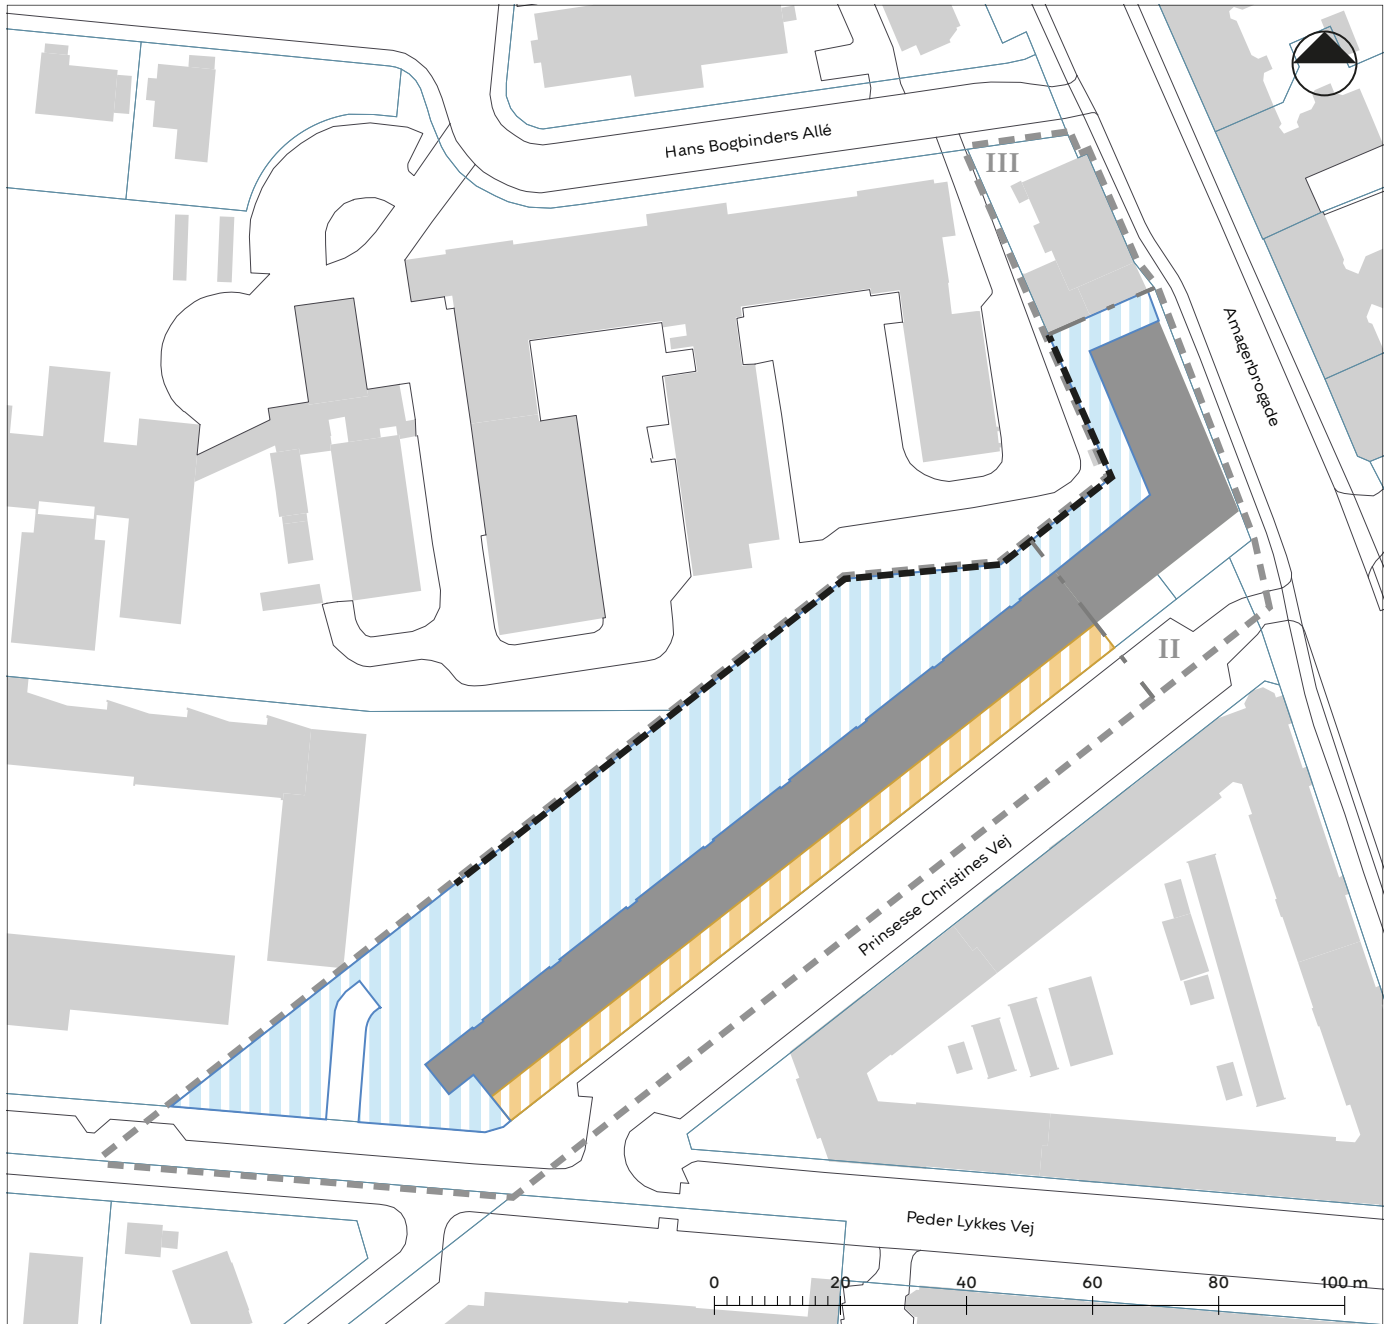 Hans Bogbinders Allé
III
Amagerbrogade
II
Prinsesse Christines Vej
Peder Lykkes Vej
0 20 40 60 80 100 m